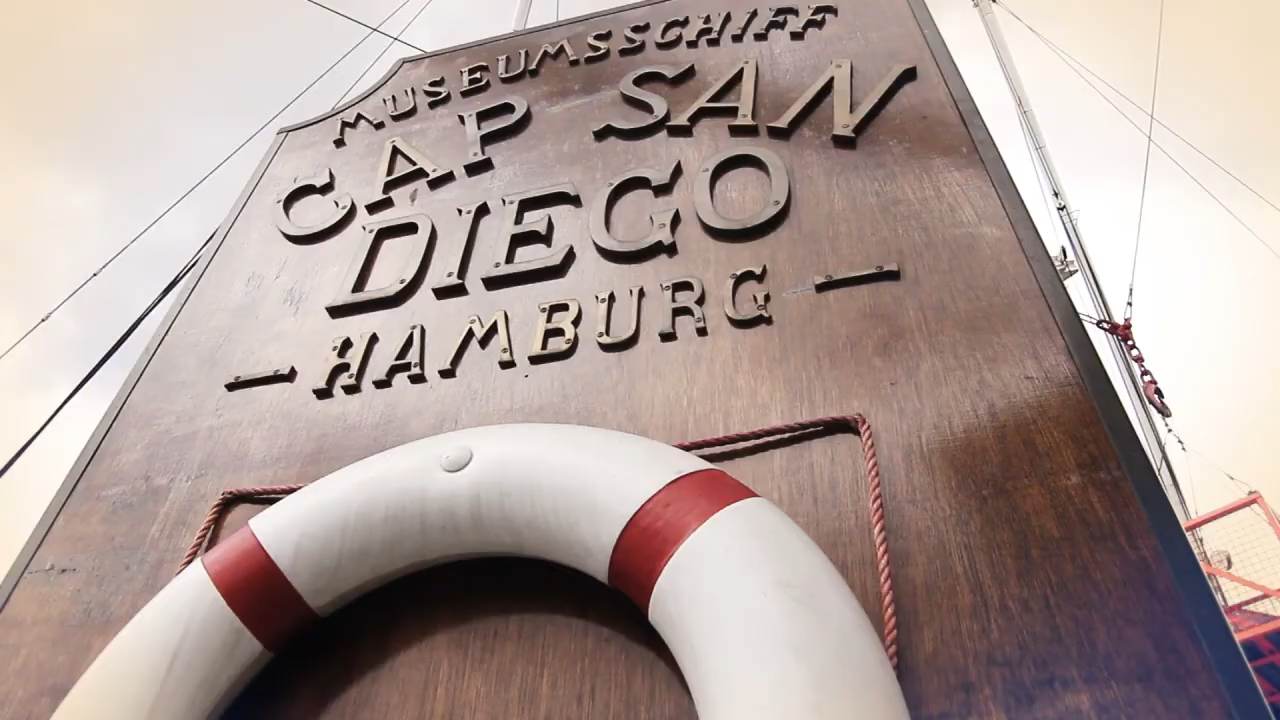 MUSEUMSSCHIFF
CAP SAN
DIEGO
— HAMBURG —